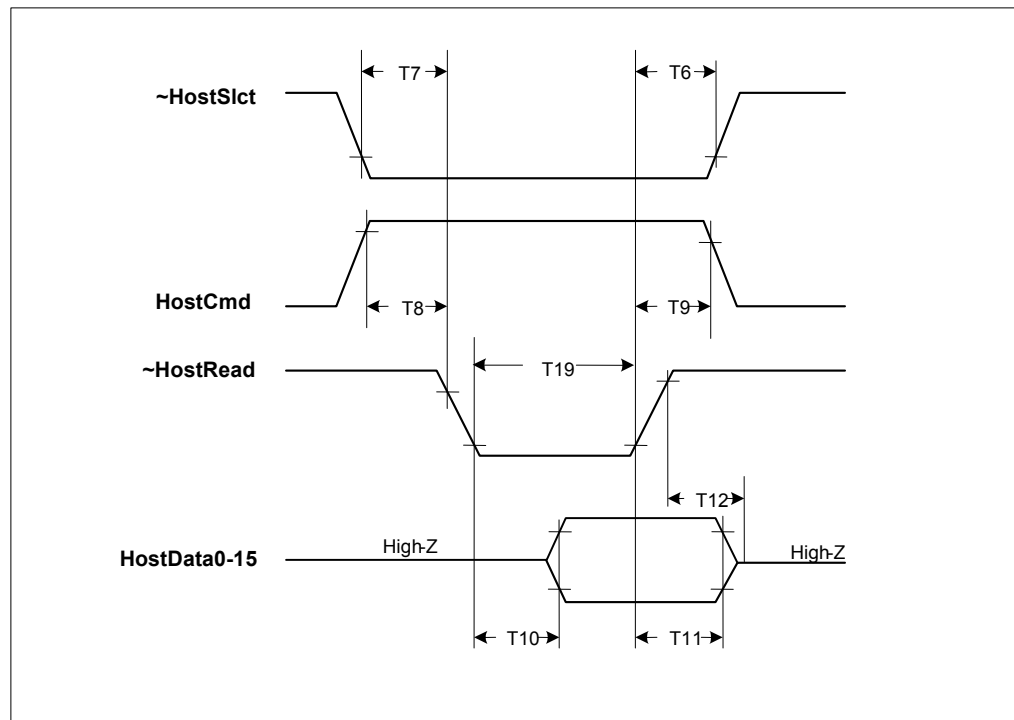 T7
T6
~HostSlct
HostCmd
T8
T9
~HostRead
T19
T12
High-Z
HostData0-15
High-Z
T10
T11